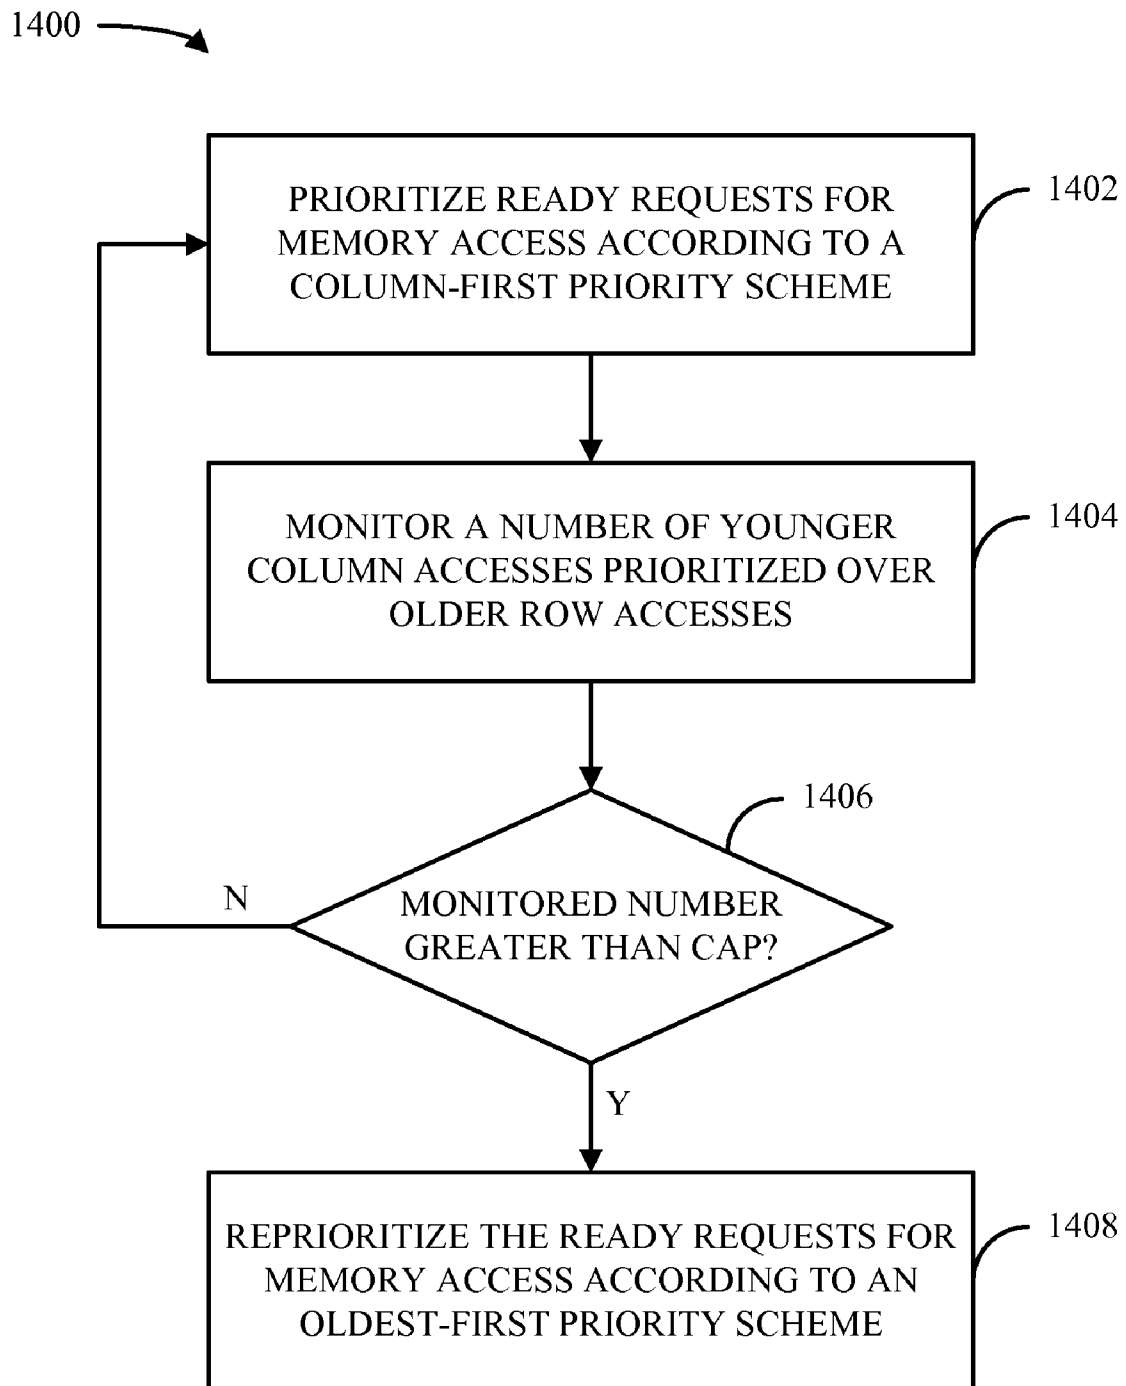 1400
PRIORITIZE READY REQUESTS FOR
MEMORY ACCESS ACCORDING TO A
COLUMN-FIRST PRIORITY SCHEME
1402
MONITOR A NUMBER OF YOUNGER
COLUMN ACCESSES PRIORITIZED OVER
OLDER ROW ACCESSES
1404
1406
MONITORED NUMBER
GREATER THAN CAP?
N
Y
REPRIORITIZE THE READY REQUESTS FOR
MEMORY ACCESS ACCORDING TO AN
OLDEST-FIRST PRIORITY SCHEME
1408